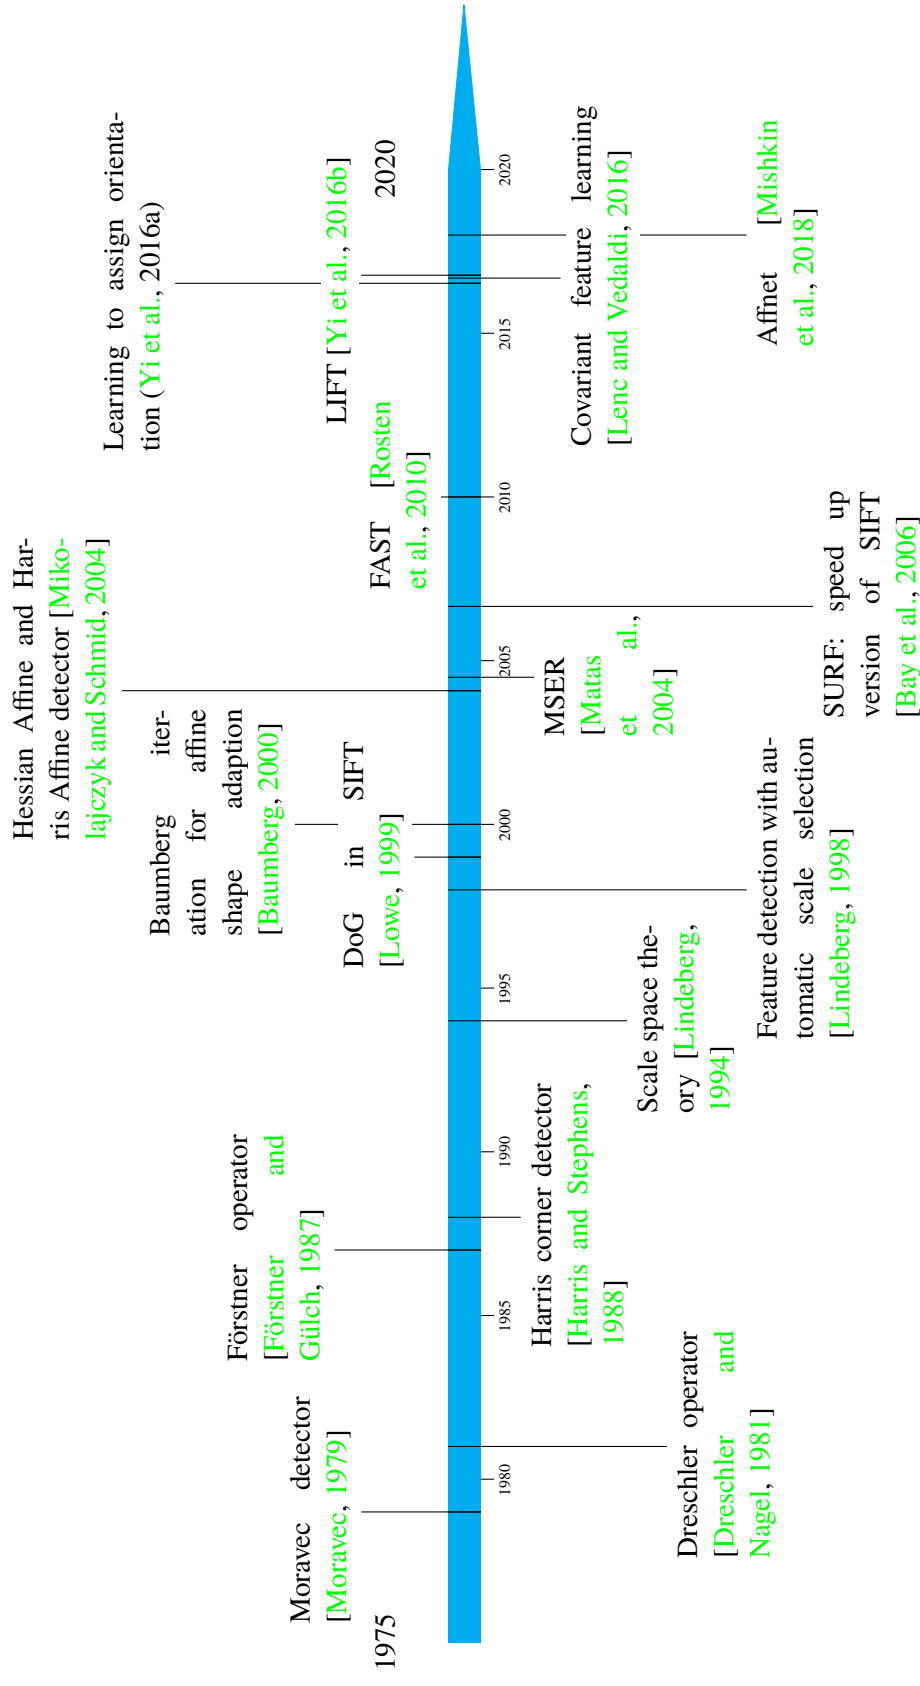 Hessian Affine and Har-
ris Affine detector [Miko-
lajczyk and Schmid, 2004]
Learning to assign orienta-
tion (Yi et al., 2016a)
Baumberg iter-
ation for affine
shape adaption
[Baumberg, 2000]
Förstner operator
[Förstner and
Gülch, 1987]
Moravec detector
[Moravec, 1979]
LIFT [Yi et al., 2016b]
DoG in SIFT
[Lowe, 1999]
FAST [Rosten
et al., 2010]
1975
2020
1980
1985
1990
1995
2000
2005
2010
2015
2020
Harris corner detector
[Harris and Stephens,
1988]
MSER
[Matas
et al.,
2004]
Covariant feature learning
[Lenc and Vedaldi, 2016]
Scale space the-
ory [Lindeberg,
1994]
Dreschler operator
[Dreschler and
Nagel, 1981]
Feature detection with au-
tomatic scale selection
[Lindeberg, 1998]
Affnet [Mishkin
et al., 2018]
SURF: speed up
version of SIFT
[Bay et al., 2006]